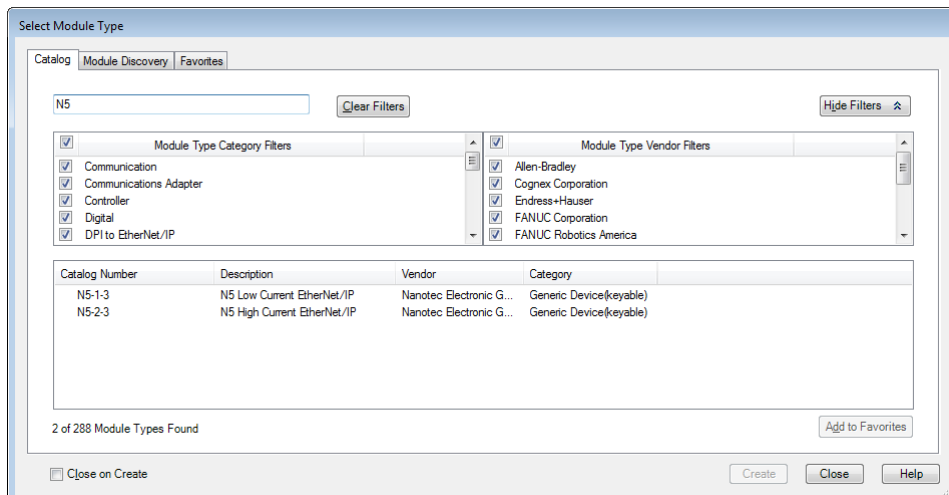 Select Module Type
Catalog Module Discovery Favorites
N5 Clear Filters Hide Filters
Module Type Category Filters Module Type Vendor Filters
Communication Allen-Bradley
Communications Adapter Cognex Corporation
Controller Endress+Hauser
Digital FANUC Corporation
DPI to EtherNet/IP FANUC Robotics America
Catalog Number Description Vendor Category
N5-1-3 N5 Low Current EtherNet/IP Nanotec Electronic G... Generic Device(keyable)
N5-2-3 N5 High Current EtherNet/IP Nanotec Electronic G... Generic Device(keyable)
2 of 288 Module Types Found Add to Favorites
Close on Create Create Close Help